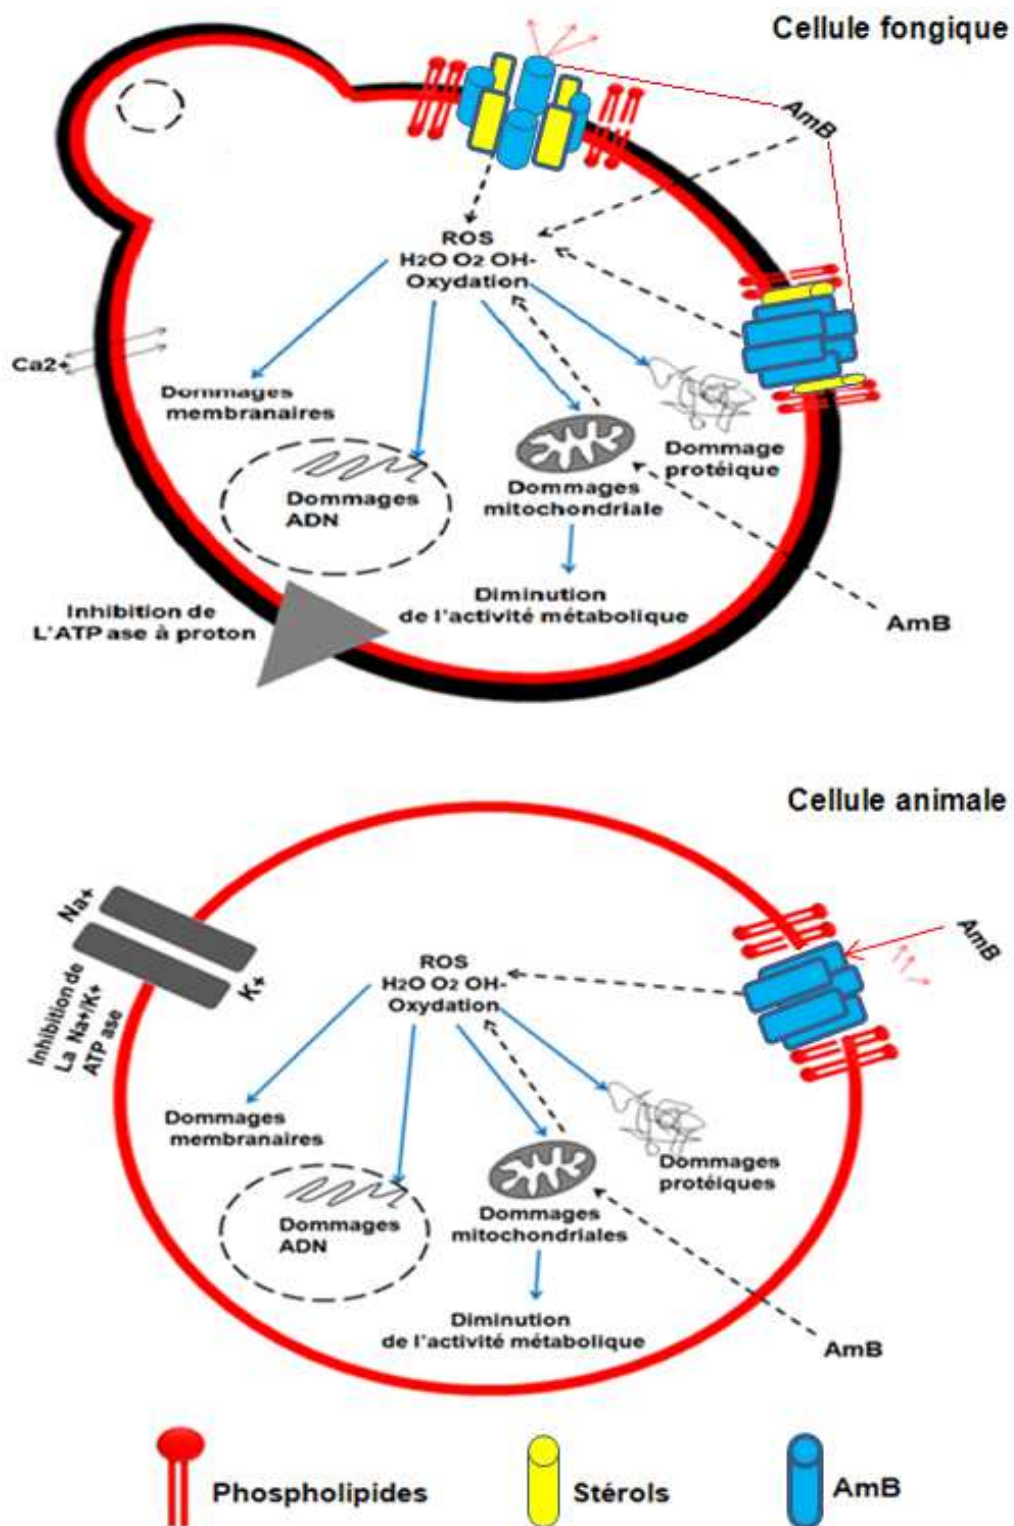 Cellule fongique
AmB
ROS
H2O O2 OH-
Oxydation
Ca2+
Dommages
membranaires
Dommage
protéique
Dommages
ADN
Dommages
mitochondriale
Diminution
de l'activité métabolique
Inhibition de
L'ATP ase à proton
AmB
Cellule animale
Na+
K+
Inhibition de
La Na+/K+
ATP ase
AmB
ROS
H2O O2 OH-
Oxydation
Dommages
membranaires
Dommages
protéiques
Dommages
ADN
Dommages
mitochondriales
Diminution
de l'activité métabolique
AmB
Phospholipides
Stérols
AmB